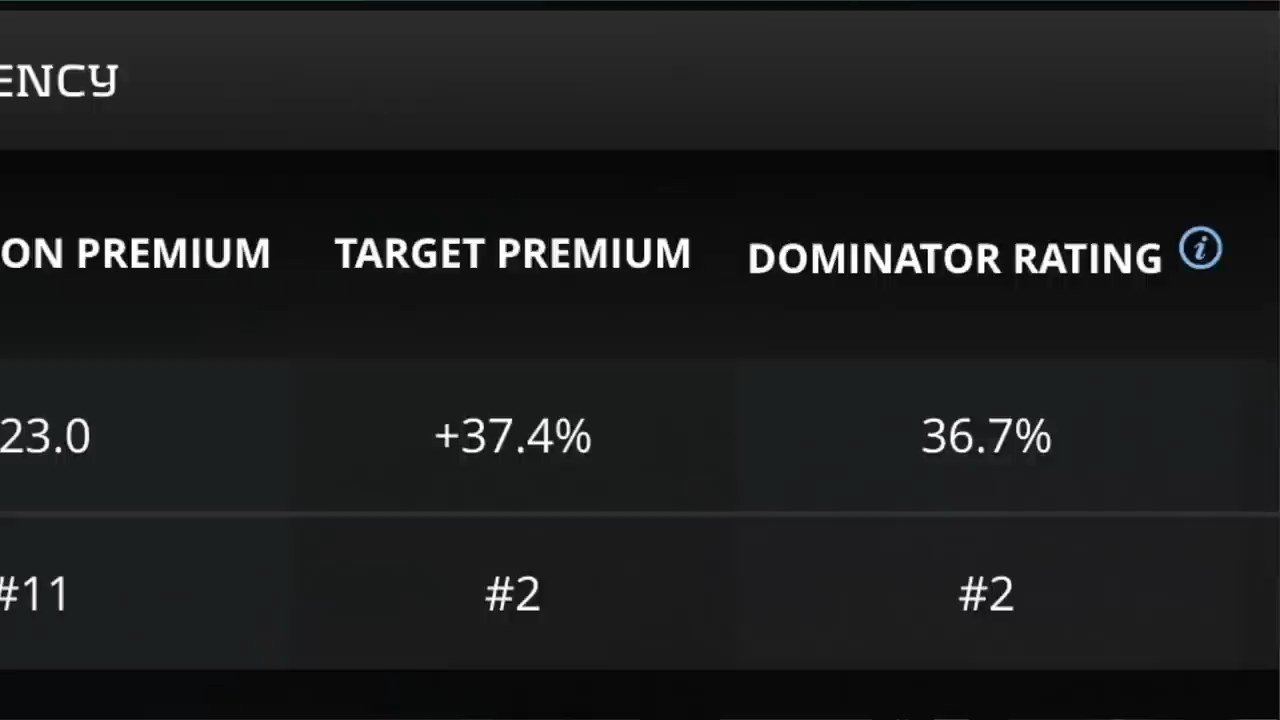 ENCY
ON PREMIUM TARGET PREMIUM DOMINATOR RATING i
23.0 +37.4% 36.7%
#11 #2 #2